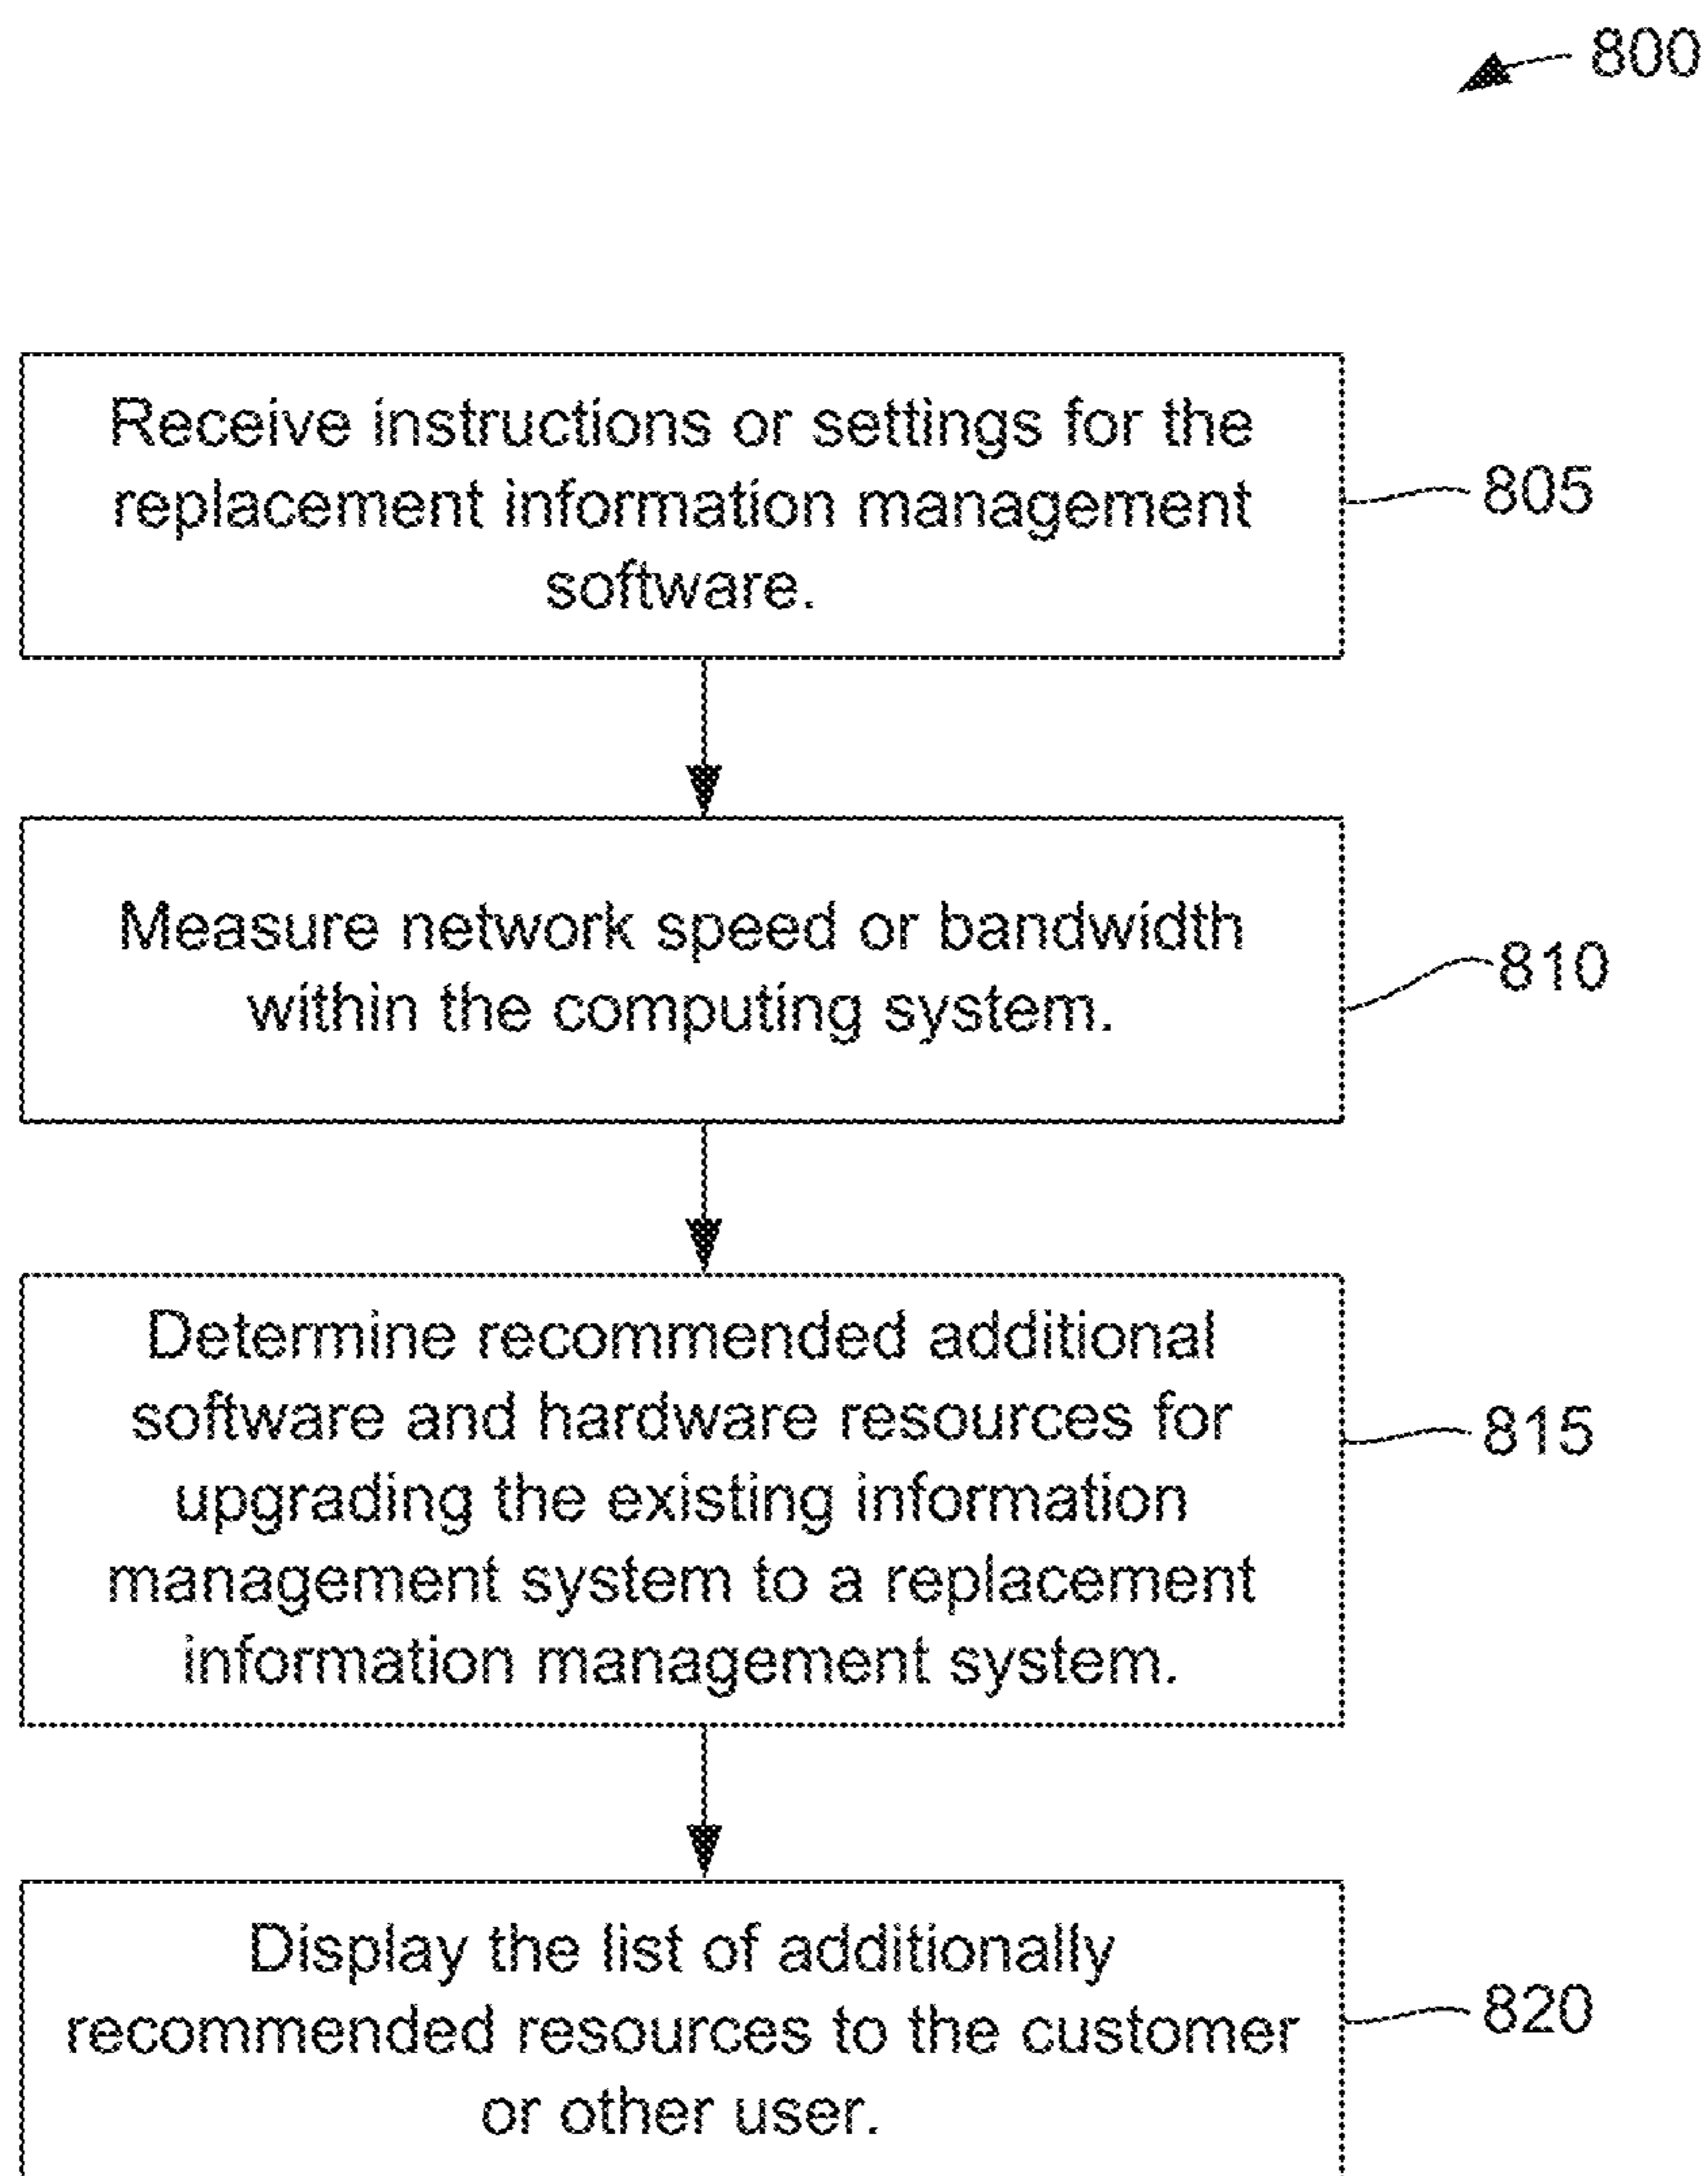 800
Receive instructions or settings for the
replacement information management
software.
805
Measure network speed or bandwidth
within the computing system.
810
Determine recommended additional
software and hardware resources for
upgrading the existing information
management system to a replacement
information management system.
815
Display the list of additionally
recommended resources to the customer
or other user.
820